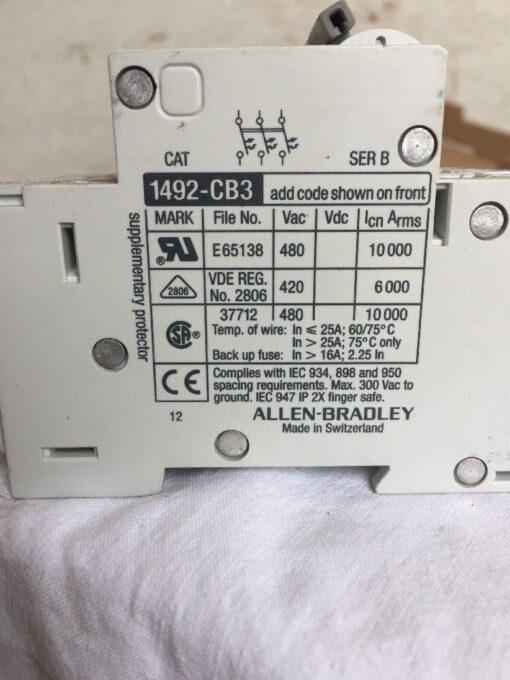 CAT SER B
1492-CB3 add code shown on front
supplementary protector
MARK File No. Vac Vdc Icn Arms
RU® E65138 480 10 000
2806 VDE REG. No. 2806 420 6 000
SA® 37712 480 10 000
Temp. of wire: In ≤ 25A; 60/75°C
In > 25A; 75°C only
Back up fuse: In > 16A; 2.25 In
CE Complies with IEC 934, 898 and 950
spacing requirements. Max. 300 Vac to
ground. IEC 947 IP 2X finger safe.
12 ALLEN-BRADLEY
Made in Switzerland